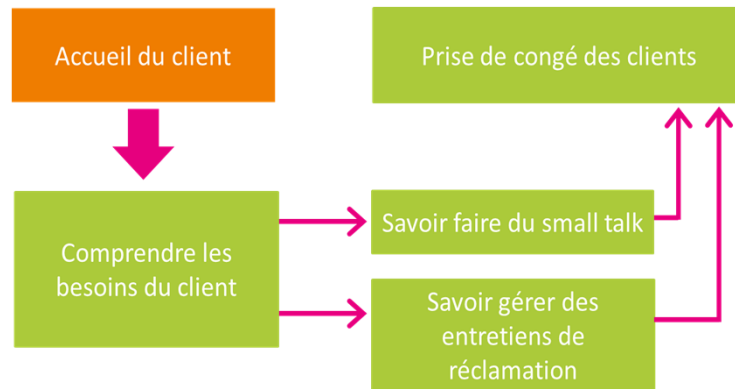 Accueil du client
Prise de congé des clients
Comprendre les
besoins du client
Savoir faire du small talk
Savoir gérer des
entretiens de
réclamation